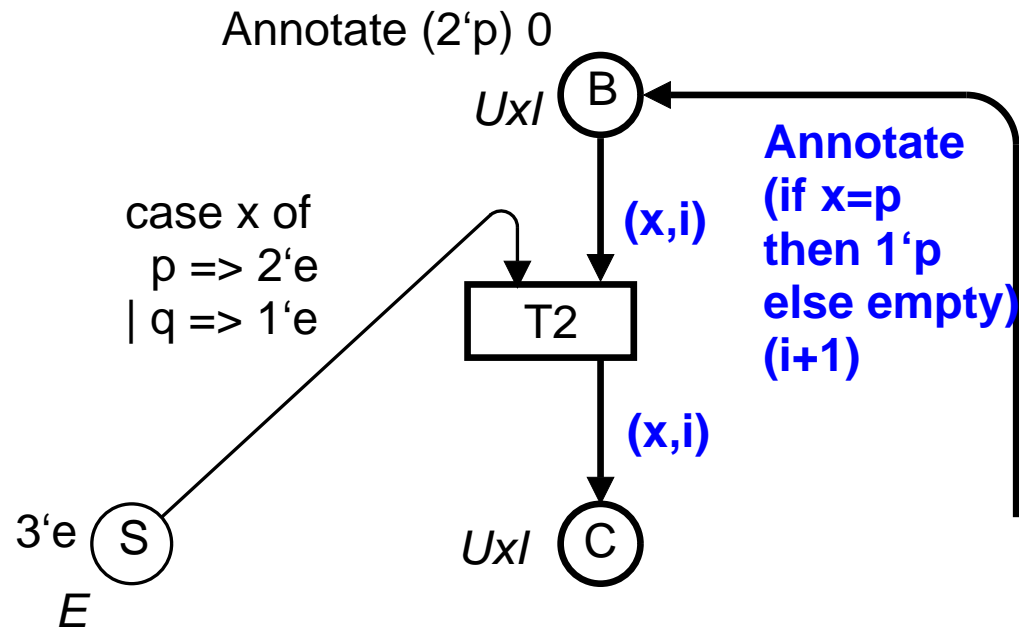 Annotate (2‘p) 0
B
UxI
Annotate
(if x=p
then 1‘p
else empty)
(i+1)
(x,i)
case x of
p => 2‘e
| q => 1‘e
T2
(x,i)
3‘e
S
E
UxI
C